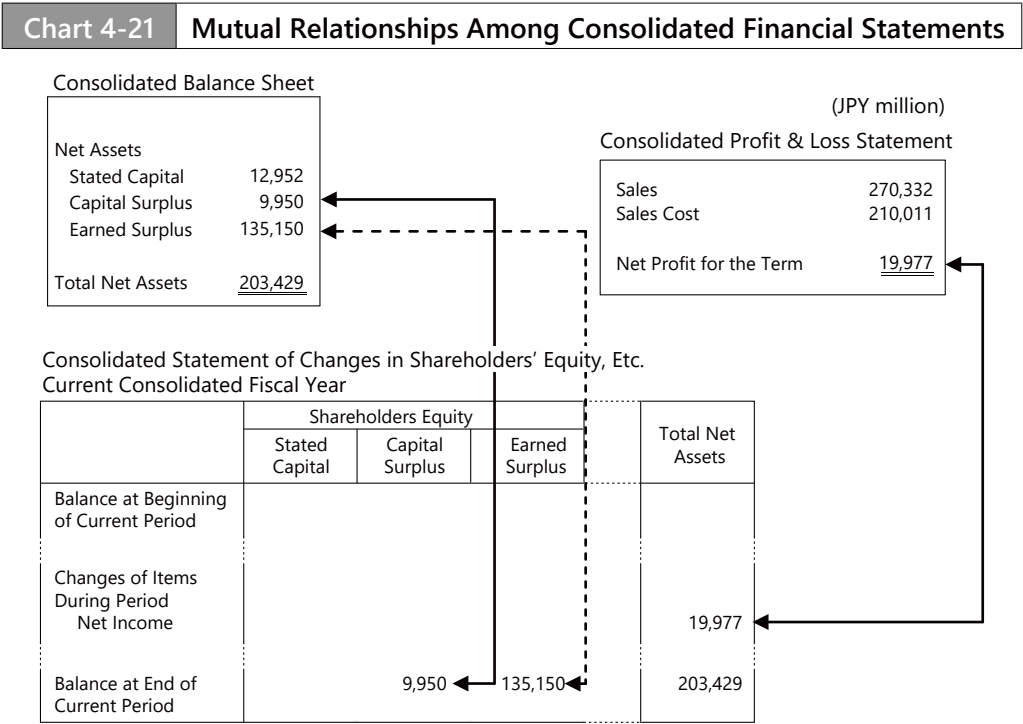 Chart 4-21 Mutual Relationships Among Consolidated Financial Statements
Consolidated Balance Sheet
Net Assets
Stated Capital 12,952
Capital Surplus 9,950
Earned Surplus 135,150
Total Net Assets 203,429
(JPY million)
Consolidated Profit & Loss Statement
Sales 270,332
Sales Cost 210,011
Net Profit for the Term 19,977
Consolidated Statement of Changes in Shareholders’ Equity, Etc.
Current Consolidated Fiscal Year
Shareholders Equity
Stated
Capital
Capital
Surplus
Earned
Surplus
Total Net
Assets
Balance at Beginning
of Current Period
Changes of Items
During Period
Net Income 19,977
Balance at End of 9,950 135,150 203,429
Current Period